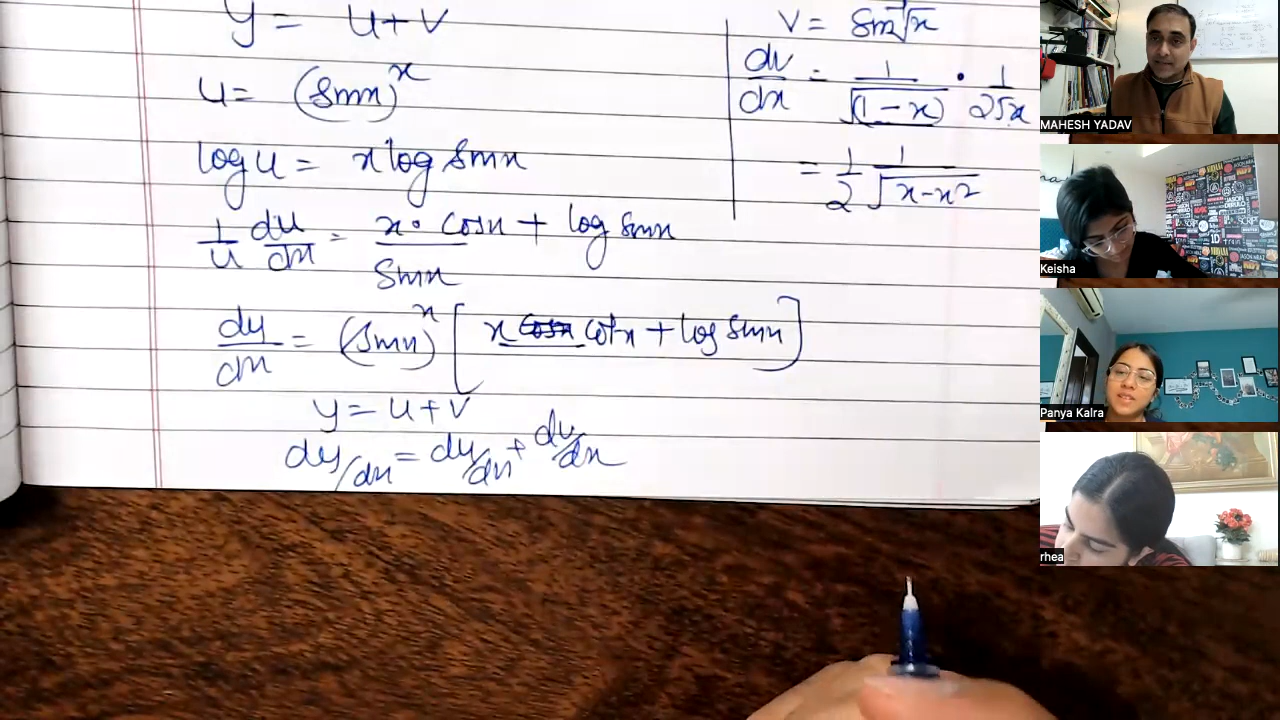 y = u+v
u = (sinx)^x
log u = x log sinx
1/u du/dx = x · cosx / sinx + log sinx
dy/dx = (sinx)^x [x cotx + log sinx]
y = u+v
dy/dx = dy/dx + dv/dx
v = sin⁻¹√x
dv/dx = 1/√(1-x) · 1/2√x
= 1/2 1/√x-x²
MAHESH YADAV
Keisha
Panya Kalra
rhea